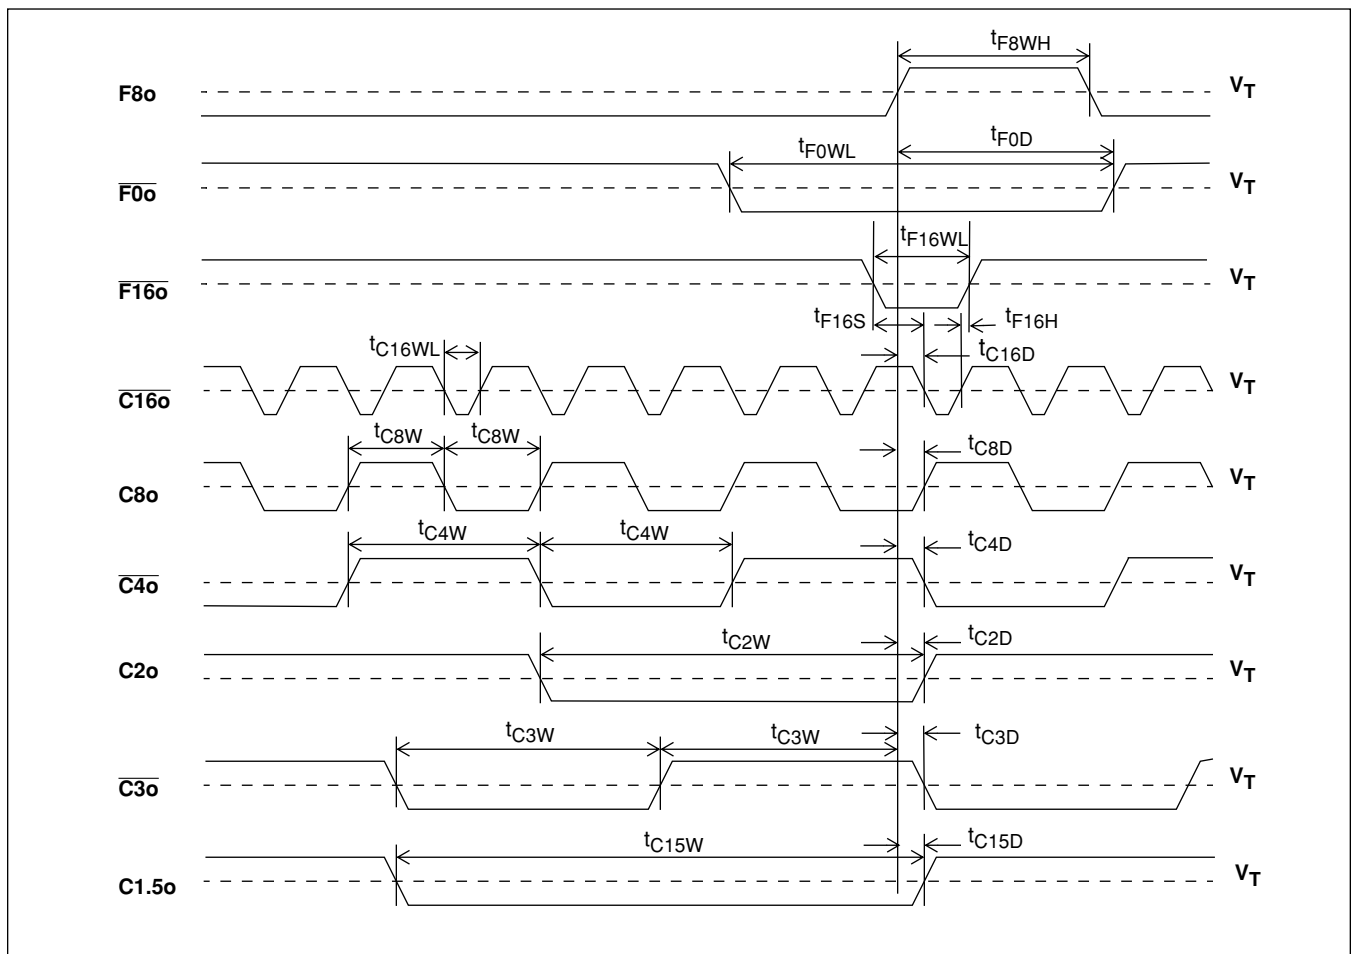 tF8WH
F8o VT
tF0WL tF0D
F0o VT
tF16WL
F16o VT
tF16S tF16H
tC16WL tC16D
C16o VT
tC8W tC8W tC8D
C8o VT
tC4W tC4W tC4D
C4o VT
tC2W tC2D
C2o VT
tC3W tC3W tC3D
C3o VT
tC15W tC15D
C1.5o VT